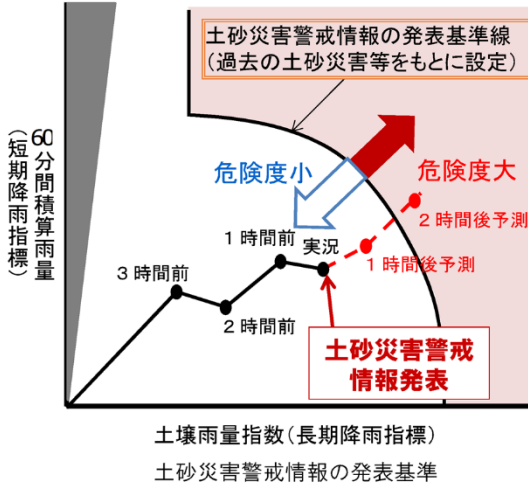 土砂災害警戒情報の発表基準線
(過去の土砂災害等をもとに設定)
60分間積算雨量
(短期降雨指標)
危険度小
危険度大
2時間後予測
1時間前
実況
1時間後予測
3時間前
2時間前
土砂災害警戒
情報発表
土壌雨量指数(長期降雨指標)
土砂災害警戒情報の発表基準